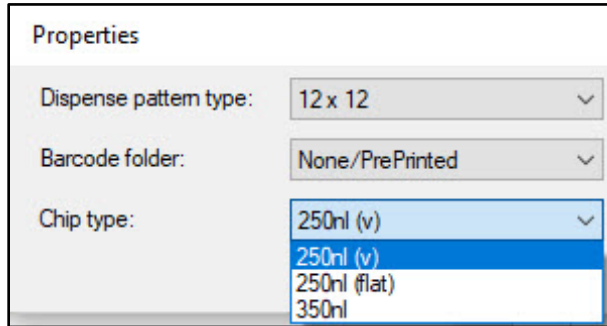 Properties
Dispense pattern type: 12 x 12
Barcode folder: None/PrePrinted
Chip type: 250nl (v)
250nl (v)
250nl (flat)
350nl